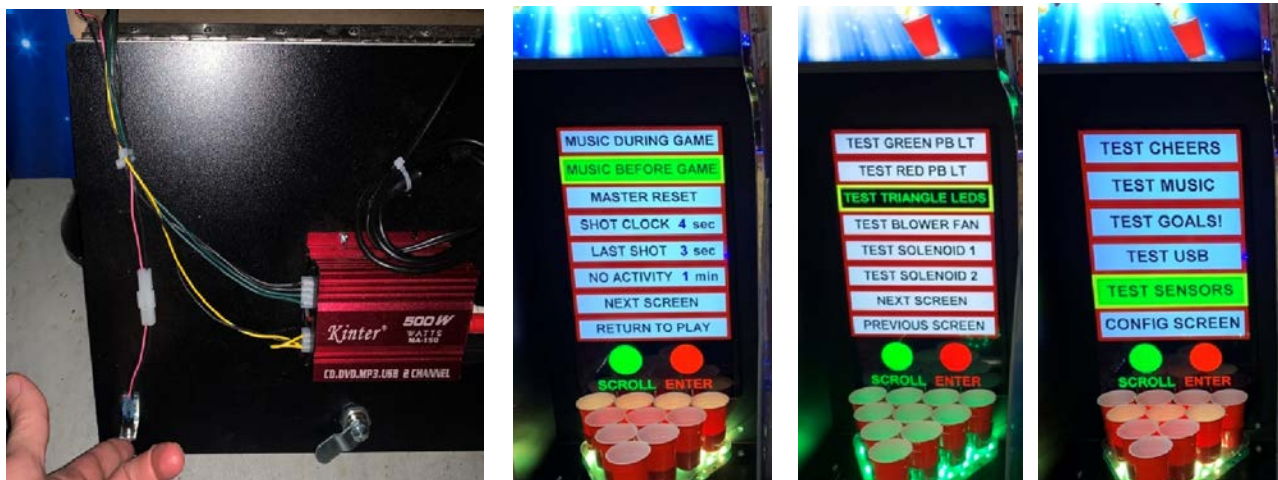 Kinter®
500W
WATTS
MA-150
CD.DVD.MP3.USB 2 CHANNEL
MUSIC DURING GAME
MUSIC BEFORE GAME
MASTER RESET
SHOT CLOCK 4 sec
LAST SHOT 3 sec
NO ACTIVITY 1 min
NEXT SCREEN
RETURN TO PLAY
SCROLL ENTER
TEST GREEN PB LT
TEST RED PB LT
TEST TRIANGLE LEDS
TEST BLOWER FAN
TEST SOLENOID 1
TEST SOLENOID 2
NEXT SCREEN
PREVIOUS SCREEN
SCROLL ENTER
TEST CHEERS
TEST MUSIC
TEST GOALS!
TEST USB
TEST SENSORS
CONFIG SCREEN
SCROLL ENTER